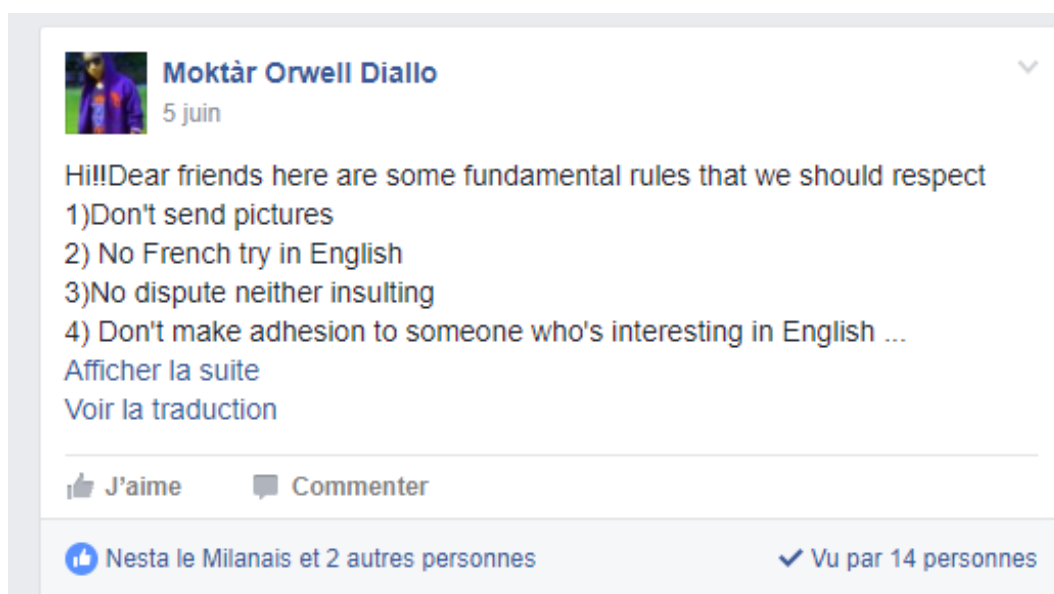 Moktàr Orwell Diallo
5 juin
Hi!!Dear friends here are some fundamental rules that we should respect
1)Don't send pictures
2) No French try in English
3)No dispute neither insulting
4) Don't make adhesion to someone who's interesting in English ...
Afficher la suite
Voir la traduction
J'aime Commenter
Nesta le Milanais et 2 autres personnes Vu par 14 personnes